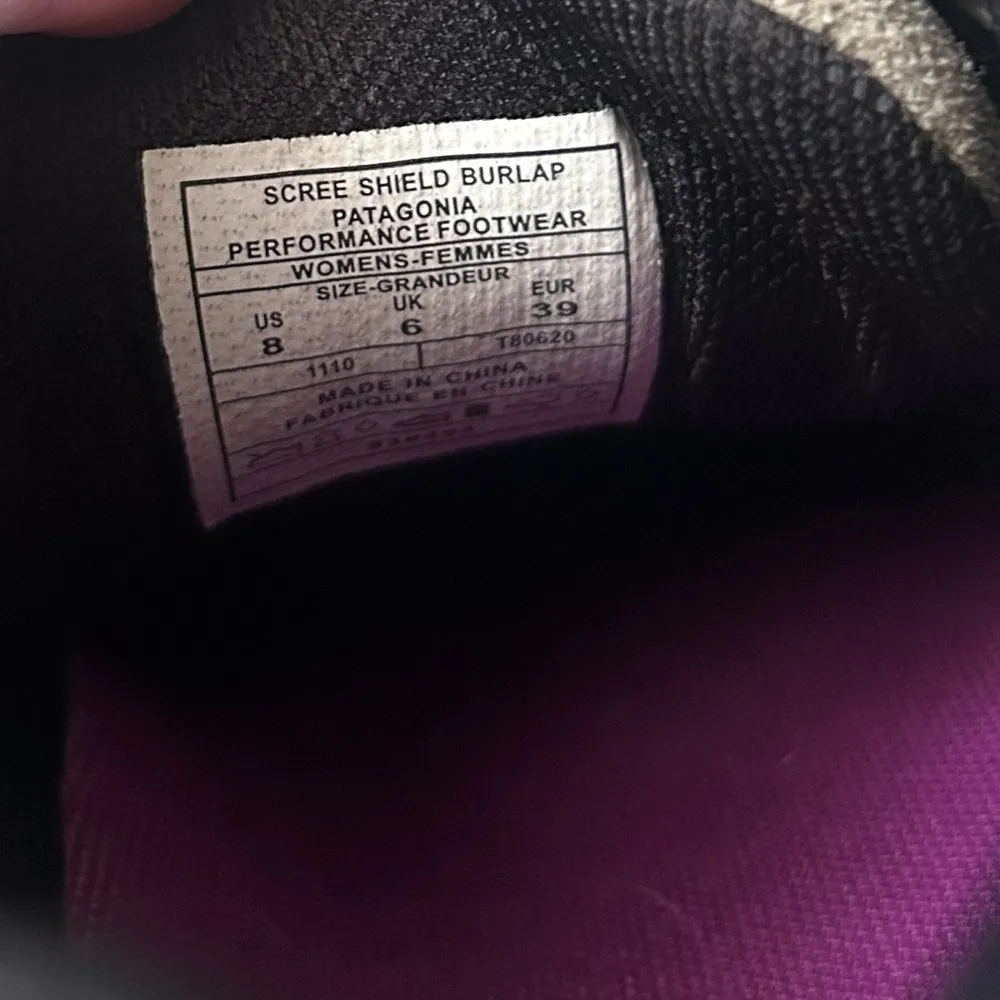 SCREE SHIELD BURLAP
PATAGONIA
PERFORMANCE FOOTWEAR
WOMENS-FEMMES
SIZE-GRANDEUR
US UK EUR
8 6 39
1110 T80620
MADE IN CHINA
FABRIQUE EN CHINE